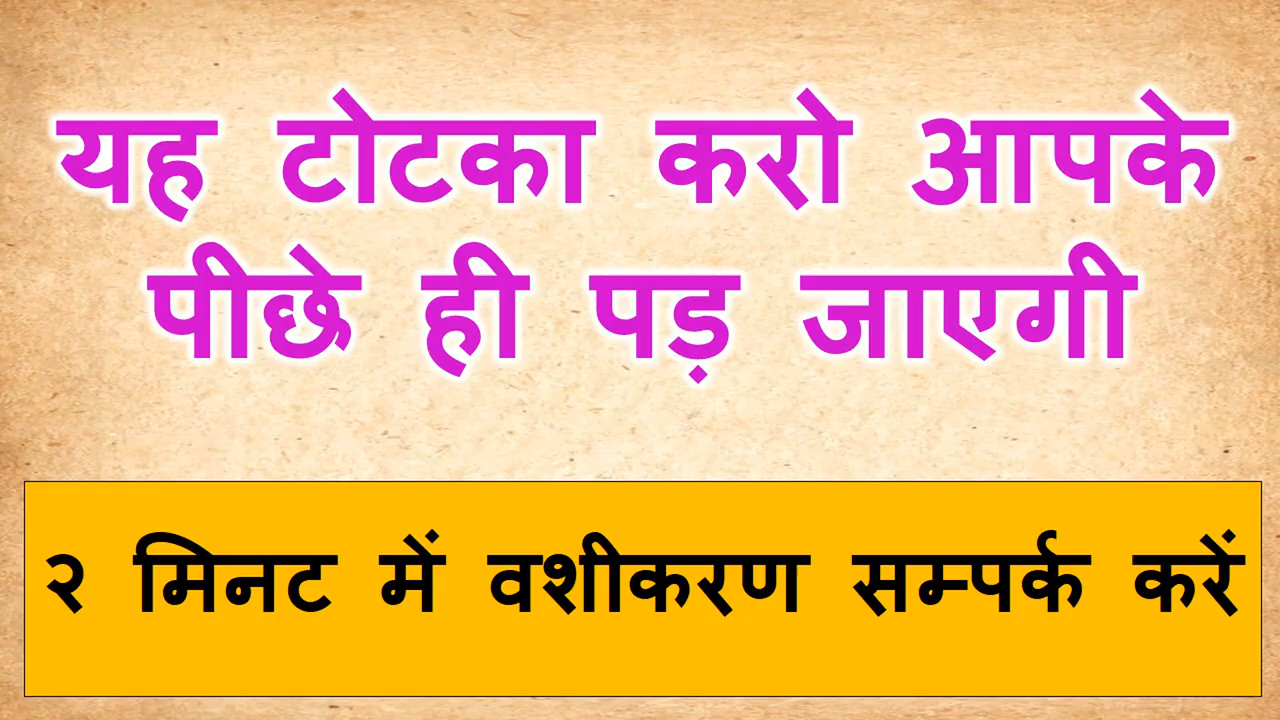 यह टोटका करो आपके
पीछे ही पड़ जाएगी
२ मिनट में वशीकरण सम्पर्क करें